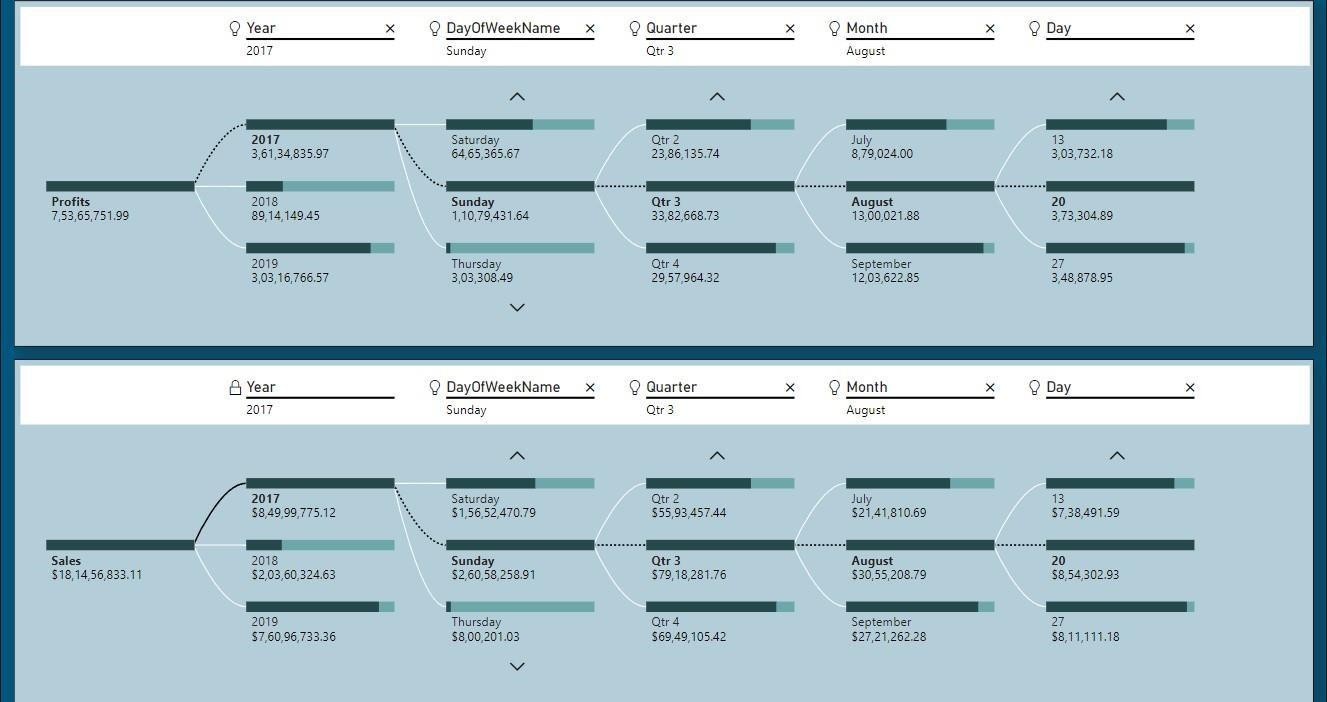 Year × DayOfWeekName × Quarter × Month × Day ×
2017 Sunday Qtr 3 August
2017 Saturday Qtr 2 July 13
3,61,34,835.97 64,65,365.67 23,86,135.74 8,79,024.00 3,03,732.18
Profits 2018 Sunday Qtr 3 August 20
7,53,65,751.99 89,14,149.45 1,10,79,431.64 33,82,668.73 13,00,021.88 3,73,304.89
2019 Thursday Qtr 4 September 27
3,03,16,766.57 3,03,308.49 29,57,964.32 12,03,622.85 3,48,878.95
Year DayOfWeekName × Quarter × Month × Day ×
2017 Sunday Qtr 3 August
2017 Saturday Qtr 2 July 13
$8,49,99,775.12 $1,56,52,470.79 $55,93,457.44 $21,41,810.69 $7,38,491.59
Sales 2018 Sunday Qtr 3 August 20
$18,14,56,833.11 $2,03,60,324.63 $2,60,58,258.91 $79,18,281.76 $30,55,208.79 $8,54,302.93
2019 Thursday Qtr 4 September 27
$7,60,96,733.36 $8,00,201.03 $69,49,105.42 $27,21,262.28 $8,11,111.18